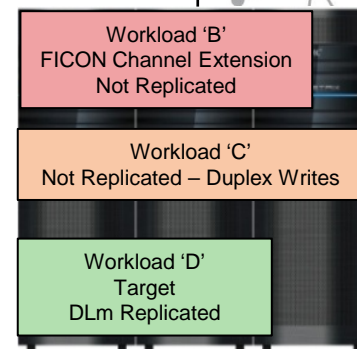 Workload ‘B’
FICON Channel Extension
Not Replicated
Workload ‘C’
Not Replicated – Duplex Writes
Workload ‘D’
Target
DLm Replicated